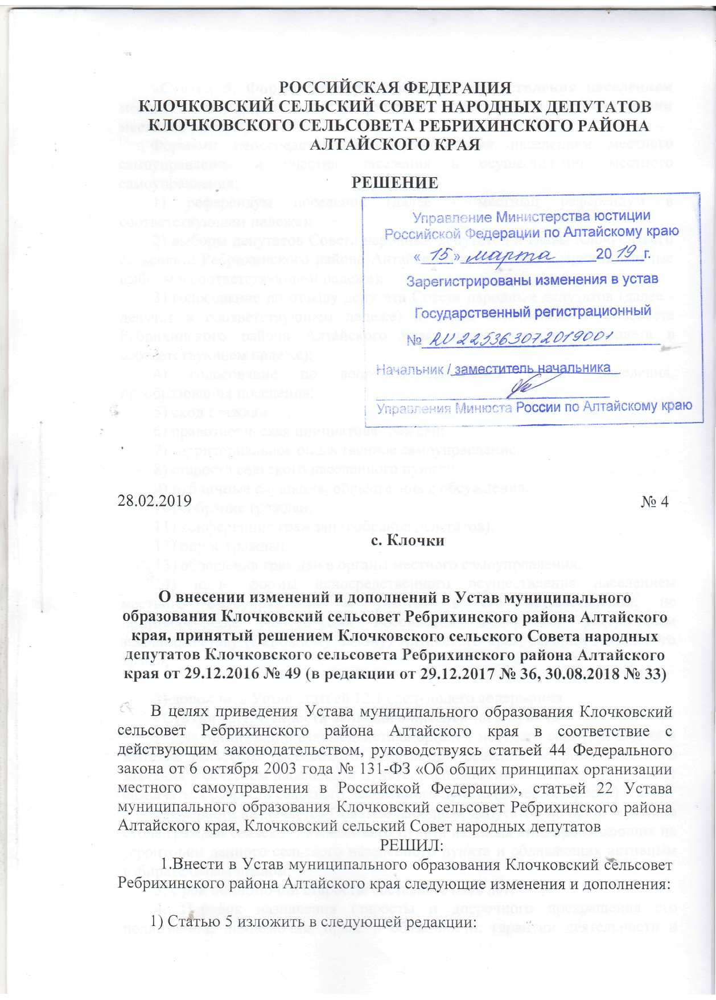 РОССИЙСКАЯ ФЕДЕРАЦИЯ
КЛОЧКОВСКИЙ СЕЛЬСКИЙ СОВЕТ НАРОДНЫХ ДЕПУТАТОВ
КЛОЧКОВСКОГО СЕЛЬСОВЕТА РЕБРИХИНСКОГО РАЙОНА
АЛТАЙСКОГО КРАЯ
РЕШЕНИЕ
Управление Министерства юстиции
Российской Федерации по Алтайскому краю
« 15 » марта 20 19 г.
Зарегистрированы изменения в устав
Государственный регистрационный
№ RU 225363072019001
Начальник / заместитель начальника
Управления Минюста России по Алтайскому краю
28.02.2019 № 4
с. Клочки
О внесении изменений и дополнений в Устав муниципального
образования Клочковский сельсовет Ребрихинского района Алтайского
края, принятый решением Клочковского сельского Совета народных
депутатов Клочковского сельсовета Ребрихинского района Алтайского
края от 29.12.2016 № 49 (в редакции от 29.12.2017 № 36, 30.08.2018 № 33)
В целях приведения Устава муниципального образования Клочковский
сельсовет Ребрихинского района Алтайского края в соответствие с
действующим законодательством, руководствуясь статьей 44 Федерального
закона от 6 октября 2003 года № 131-ФЗ «Об общих принципах организации
местного самоуправления в Российской Федерации», статьей 22 Устава
муниципального образования Клочковский сельсовет Ребрихинского района
Алтайского края, Клочковский сельский Совет народных депутатов
РЕШИЛ:
1.Внести в Устав муниципального образования Клочковский сельсовет
Ребрихинского района Алтайского края следующие изменения и дополнения:
1) Статью 5 изложить в следующей редакции: